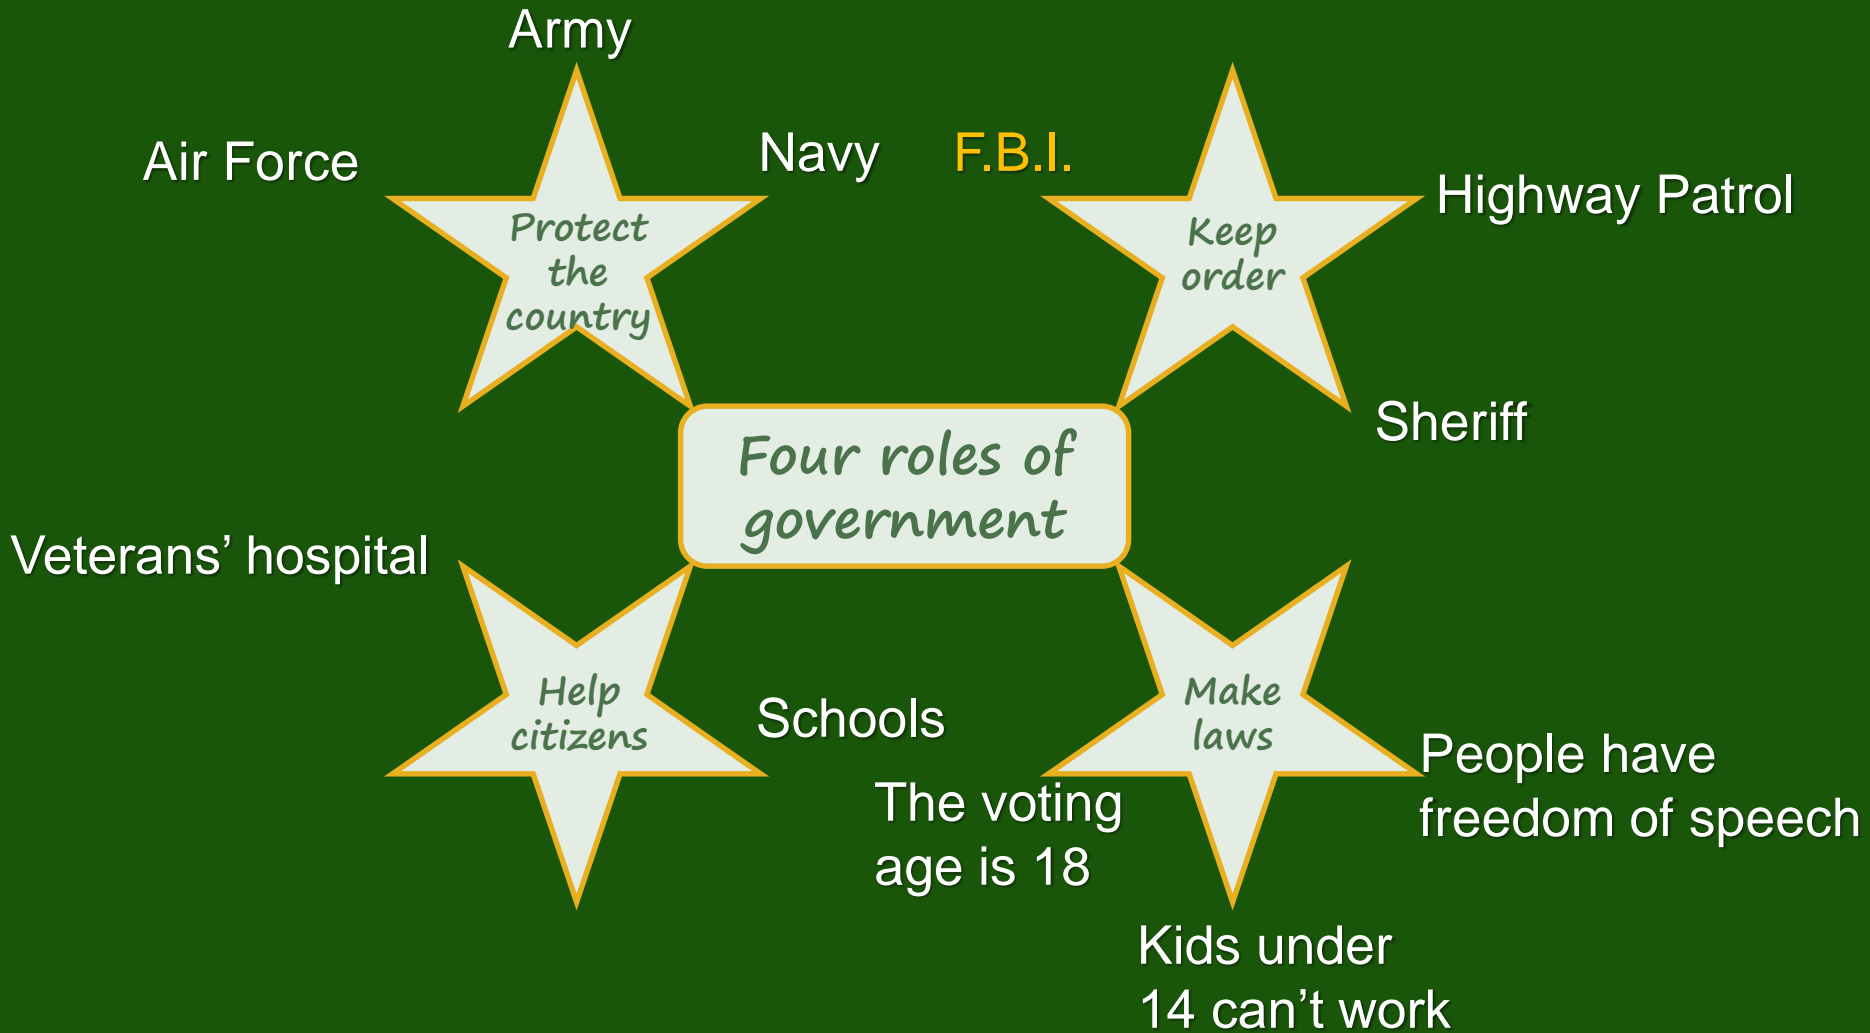 Army
Air Force
Navy
Protect
the
country
F.B.I.
Highway Patrol
Keep
order
Sheriff
Four roles of
government
Veterans’ hospital
Help
citizens
Schools
Make
laws
The voting
age is 18
People have
freedom of speech
Kids under
14 can’t work